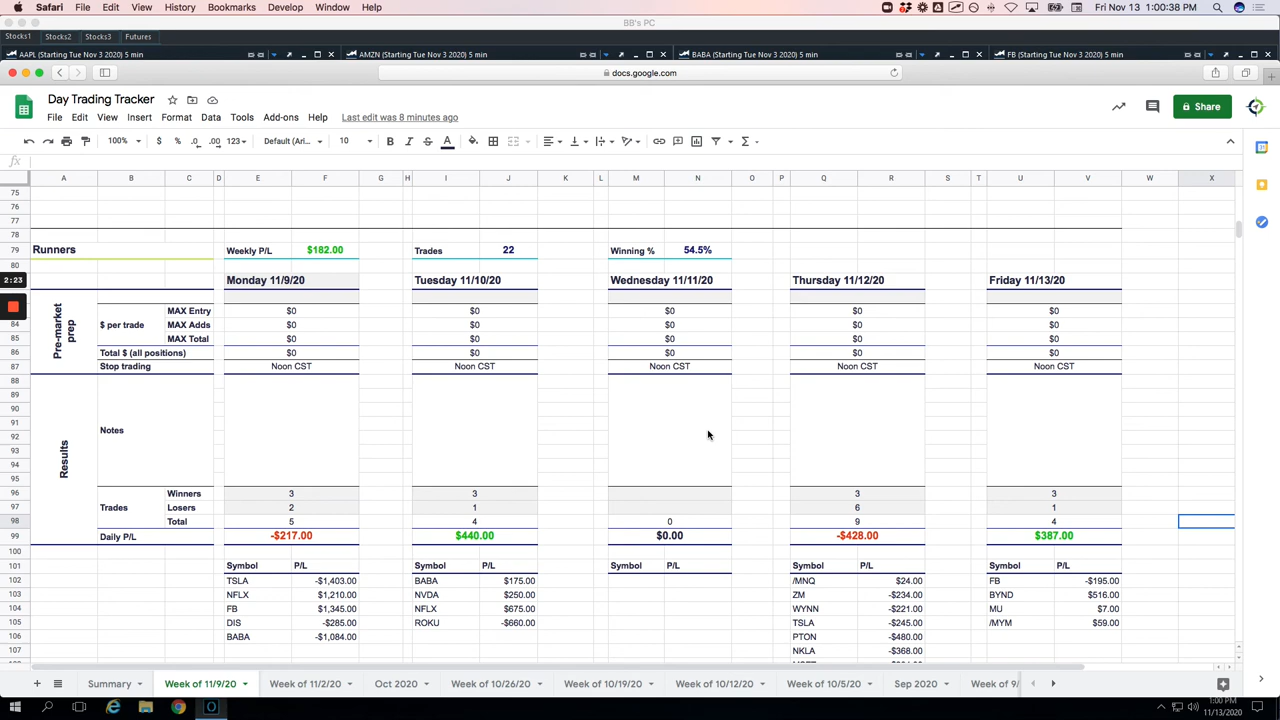 Safari File Edit View History Bookmarks Develop Window Help Fri Nov 13 1:00:38 PM
BB's PC
Stocks1 Stocks2 Stocks3 Futures
AAPL (Starting Tue Nov 3 2020) 5 min AMZN (Starting Tue Nov 3 2020) 5 min BABA (Starting Tue Nov 3 2020) 5 min FB (Starting Tue Nov 3 2020) 5 min
docs.google.com
Day Trading Tracker
Share
File Edit View Insert Format Data Tools Add-ons Help Last edit was 8 minutes ago
100% $ % .0 .00 123 Default (Ari... 10
fx
A B C D E F G H I J K L M N O P Q R S T U V W X
75
76
77
78
79 Runners Weekly P/L $182.00 Trades 22 Winning % 54.5%
80
2:23 Monday 11/9/20 Tuesday 11/10/20 Wednesday 11/11/20 Thursday 11/12/20 Friday 11/13/20
Pre-market prep
MAX Entry $0 $0 $0 $0 $0
84 $ per trade MAX Adds $0 $0 $0 $0 $0
85 MAX Total $0 $0 $0 $0 $0
86 Total $ (all positions) $0 $0 $0 $0 $0
87 Stop trading Noon CST Noon CST Noon CST Noon CST Noon CST
88
89
90
91 Notes
92
93
94
95
Results
96 Winners 3 3 3 3
97 Trades Losers 2 1 6 1
98 Total 5 4 0 9 4
99 Daily P/L -$217.00 $440.00 $0.00 -$428.00 $387.00
100
101 Symbol P/L Symbol P/L Symbol P/L Symbol P/L Symbol P/L
102 TSLA -$1,403.00 BABA $175.00 /MNQ $24.00 FB -$195.00
103 NFLX $1,210.00 NVDA $250.00 ZM -$234.00 BYND $516.00
104 FB $1,345.00 NFLX $675.00 WYNN -$221.00 MU $7.00
105 DIS -$285.00 ROKU -$660.00 TSLA -$245.00 /MYM $59.00
106 BABA -$1,084.00 PTON -$480.00
107 NKLA -$368.00
Summary Week of 11/9/20 Week of 11/2/20 Oct 2020 Week of 10/26/20 Week of 10/19/20 Week of 10/12/20 Week of 10/5/20 Sep 2020 Week of 9/
1:00 PM
11/13/2020